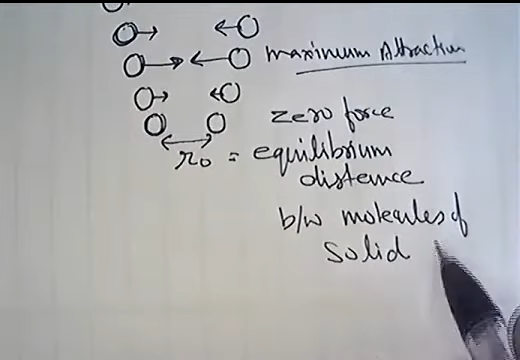 maximum Attraction
zero force
r₀ = equilibrium
distance
b/w molecules of
solid